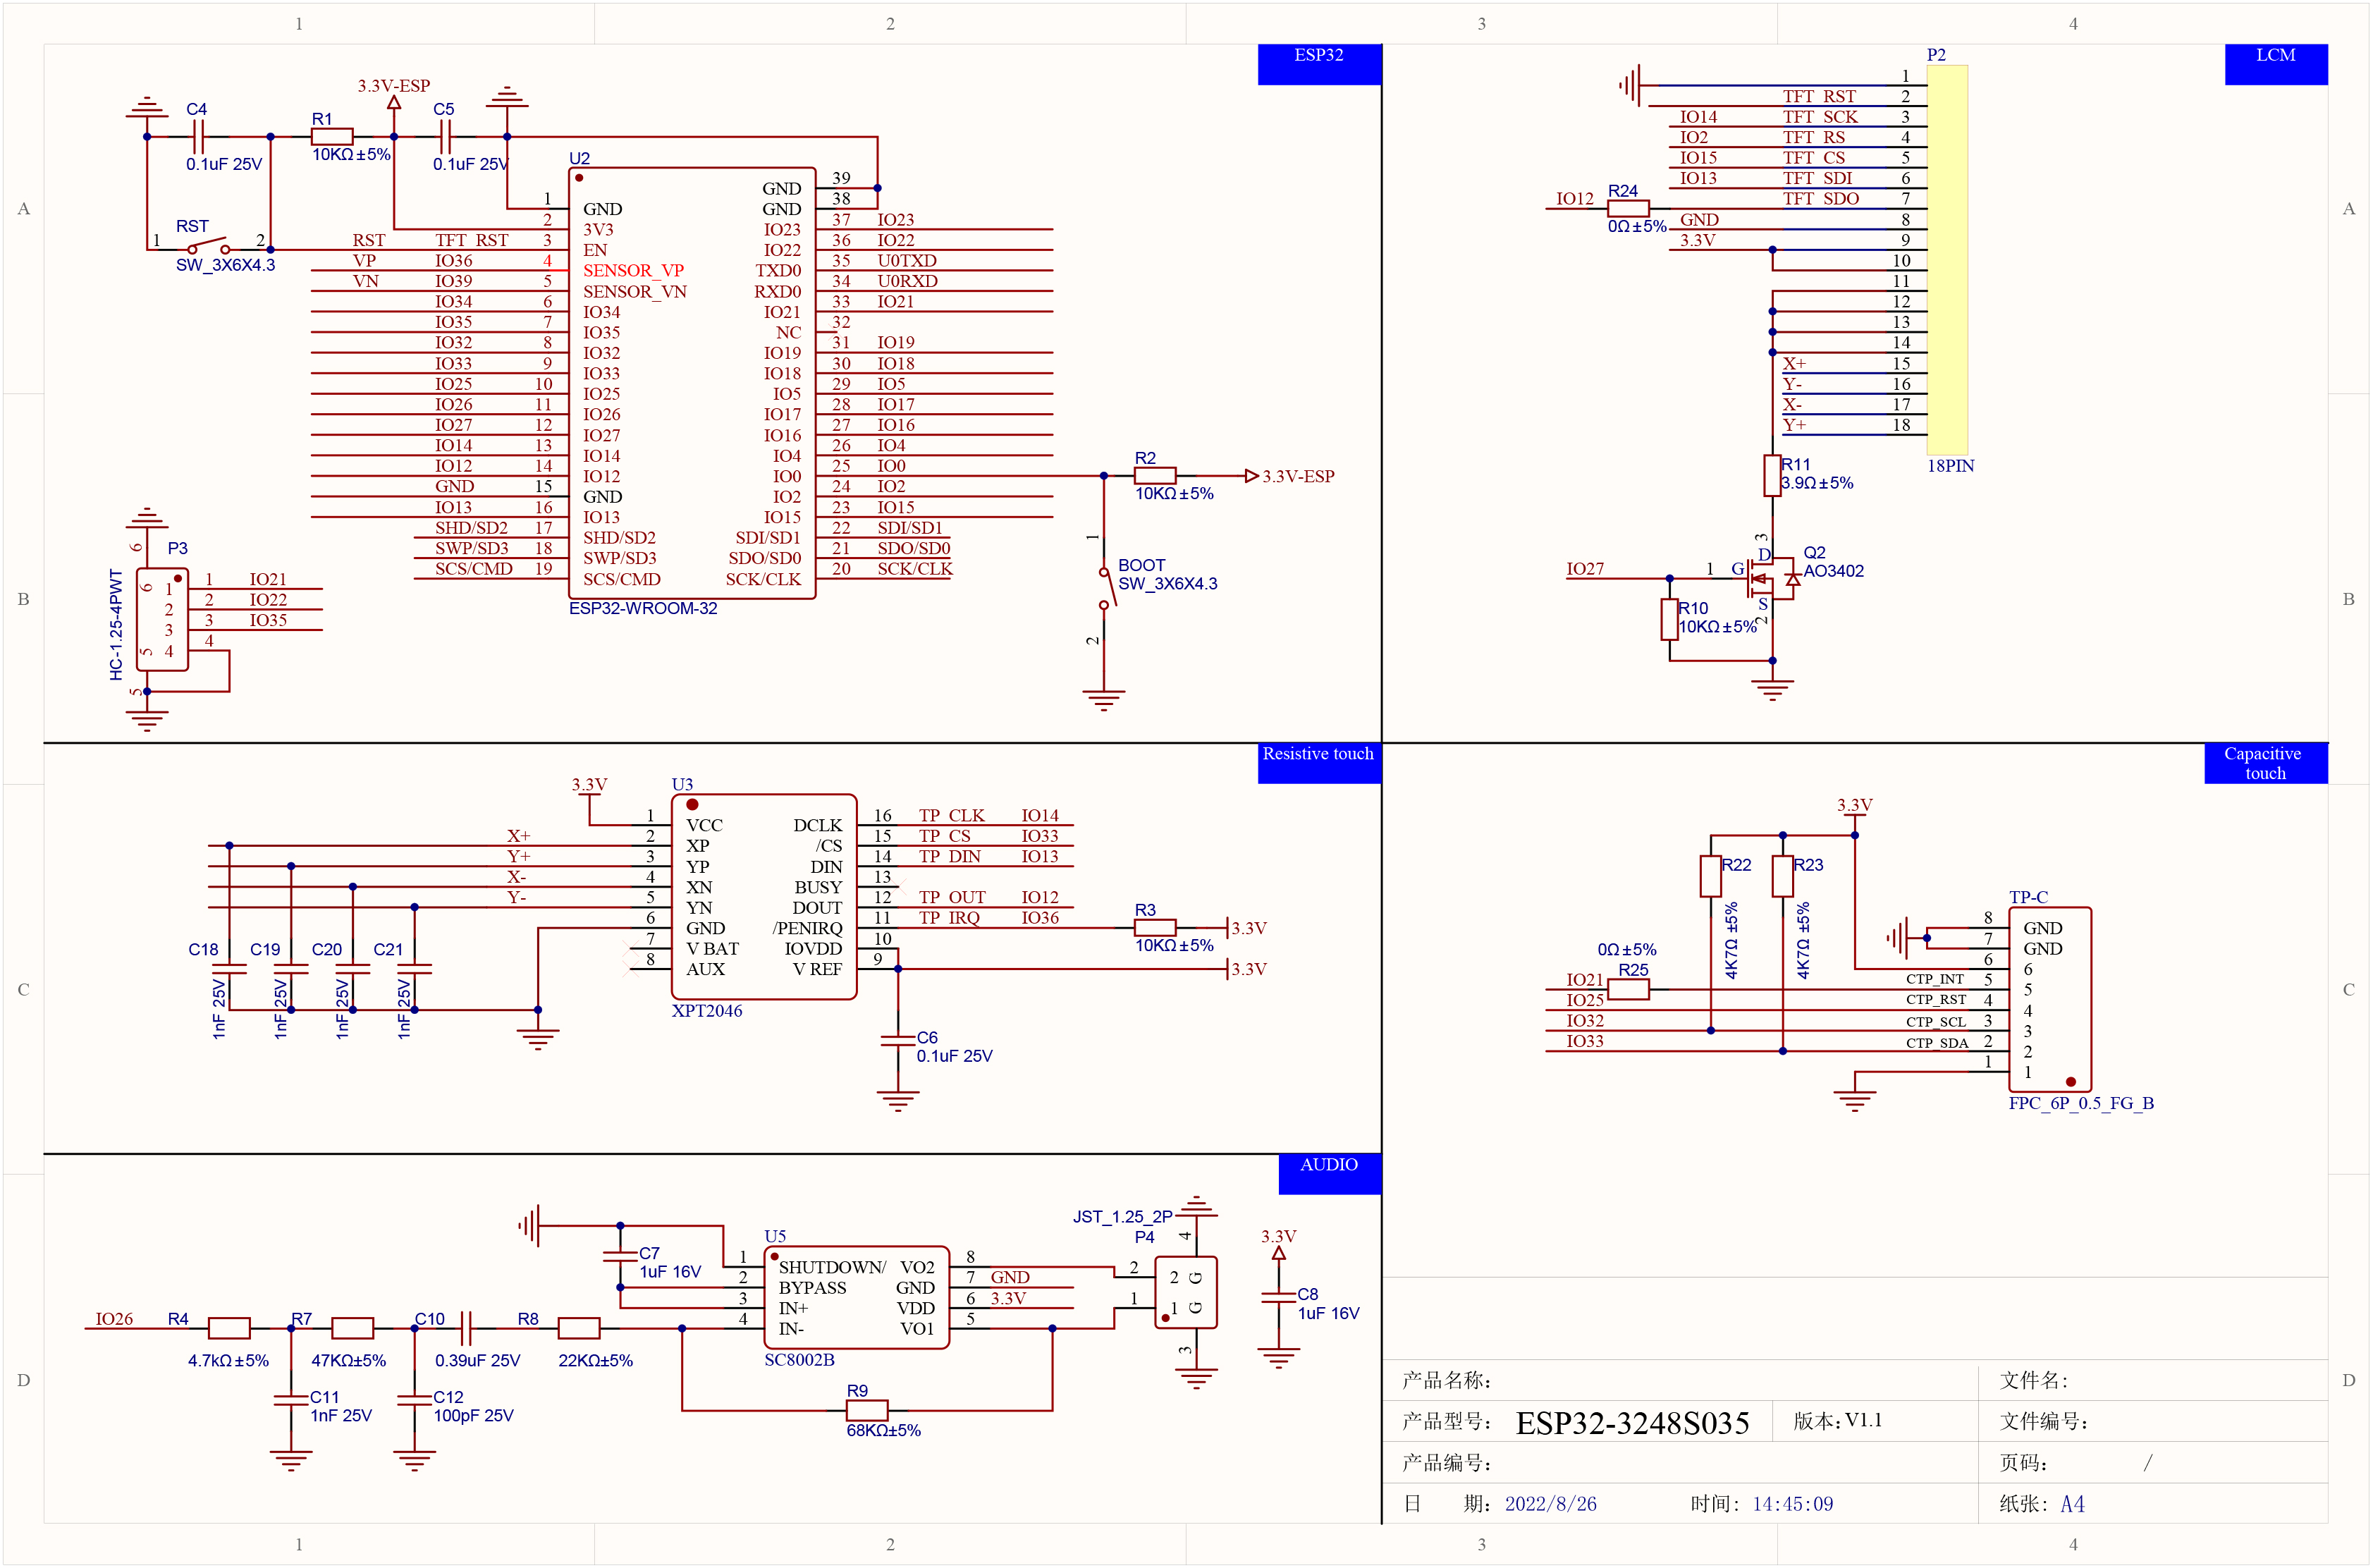 1 2 3 4
A
B
C
D
A
B
C
D
1 2 3 4
ESP32
3.3V-ESP
C4
0.1uF 25V
R1
10KΩ±5%
C5
0.1uF 25V
RST
1 2
SW_3X6X4.3
U2
1 GND
2 3V3
RST TFT_RST 3 EN
VP IO36 4 SENSOR_VP
VN IO39 5 SENSOR_VN
IO34 6 IO34
IO35 7 IO35
IO32 8 IO32
IO33 9 IO33
IO25 10 IO25
IO26 11 IO26
IO27 12 IO27
IO14 13 IO14
IO12 14 IO12
GND 15 GND
IO13 16 IO13
SHD/SD2 17 SHD/SD2
SWP/SD3 18 SWP/SD3
SCS/CMD 19 SCS/CMD
GND 39
GND 38
IO23 37 IO23
IO22 36 IO22
TXD0 35 U0TXD
RXD0 34 U0RXD
IO21 33 IO21
NC 32
IO19 31 IO19
IO18 30 IO18
IO5 29 IO5
IO17 28 IO17
IO16 27 IO16
IO4 26 IO4
IO0 25 IO0
IO2 24 IO2
IO15 23 IO15
SDI/SD1 22 SDI/SD1
SDO/SD0 21 SDO/SD0
SCK/CLK 20 SCK/CLK
ESP32-WROOM-32
R2
10KΩ±5%
3.3V-ESP
1
BOOT
SW_3X6X4.3
2
P3
HC-1.25-4PWT
6
6 1 1 IO21
2 2 IO22
3 3 IO35
5 4 4
5
LCM
P2
1
TFT_RST 2
IO14 TFT_SCK 3
IO2 TFT_RS 4
IO15 TFT_CS 5
IO13 TFT_SDI 6
IO12 R24 TFT_SDO 7
0Ω±5%
GND 8
3.3V 9
10
11
12
13
14
X+ 15
Y- 16
X- 17
Y+ 18
18PIN
R11
3.9Ω±5%
3
D
Q2
AO3402
IO27 1 G
S
2
R10
10KΩ±5%
Resistive touch
3.3V
U3
1 VCC
X+ 2 XP
Y+ 3 YP
X- 4 XN
Y- 5 YN
6 GND
7 V BAT
8 AUX
DCLK 16 TP_CLK IO14
/CS 15 TP_CS IO33
DIN 14 TP_DIN IO13
BUSY 13
DOUT 12 TP_OUT IO12
/PENIRQ 11 TP_IRQ IO36
IOVDD 10
V REF 9
XPT2046
R3
10KΩ±5%
3.3V
3.3V
C18
1nF 25V
C19
1nF 25V
C20
1nF 25V
C21
1nF 25V
C6
0.1uF 25V
Capacitive
touch
3.3V
R22
4K7Ω ±5%
R23
4K7Ω ±5%
TP-C
8 GND
7 GND
6 6
0Ω±5%
IO21 R25 CTP_INT 5 5
IO25 CTP_RST 4 4
IO32 CTP_SCL 3 3
IO33 CTP_SDA 2 2
1 1
FPC_6P_0.5_FG_B
AUDIO
C7
1uF 16V
U5
1 SHUTDOWN/
2 BYPASS
3 IN+
4 IN-
VO2 8
GND 7 GND
VDD 6 3.3V
VO1 5
SC8002B
IO26
R4
4.7kΩ±5%
R7
47KΩ±5%
C10
0.39uF 25V
R8
22KΩ±5%
C11
1nF 25V
C12
100pF 25V
R9
68KΩ±5%
JST_1.25_2P
P4
4
2 2 G
1 1 G
3
3.3V
C8
1uF 16V
产品名称： 文件名：
产品型号： ESP32-3248S035 版本：V1.1 文件编号：
产品编号： 页码： /
日 期： 2022/8/26 时间： 14:45:09 纸张： A4